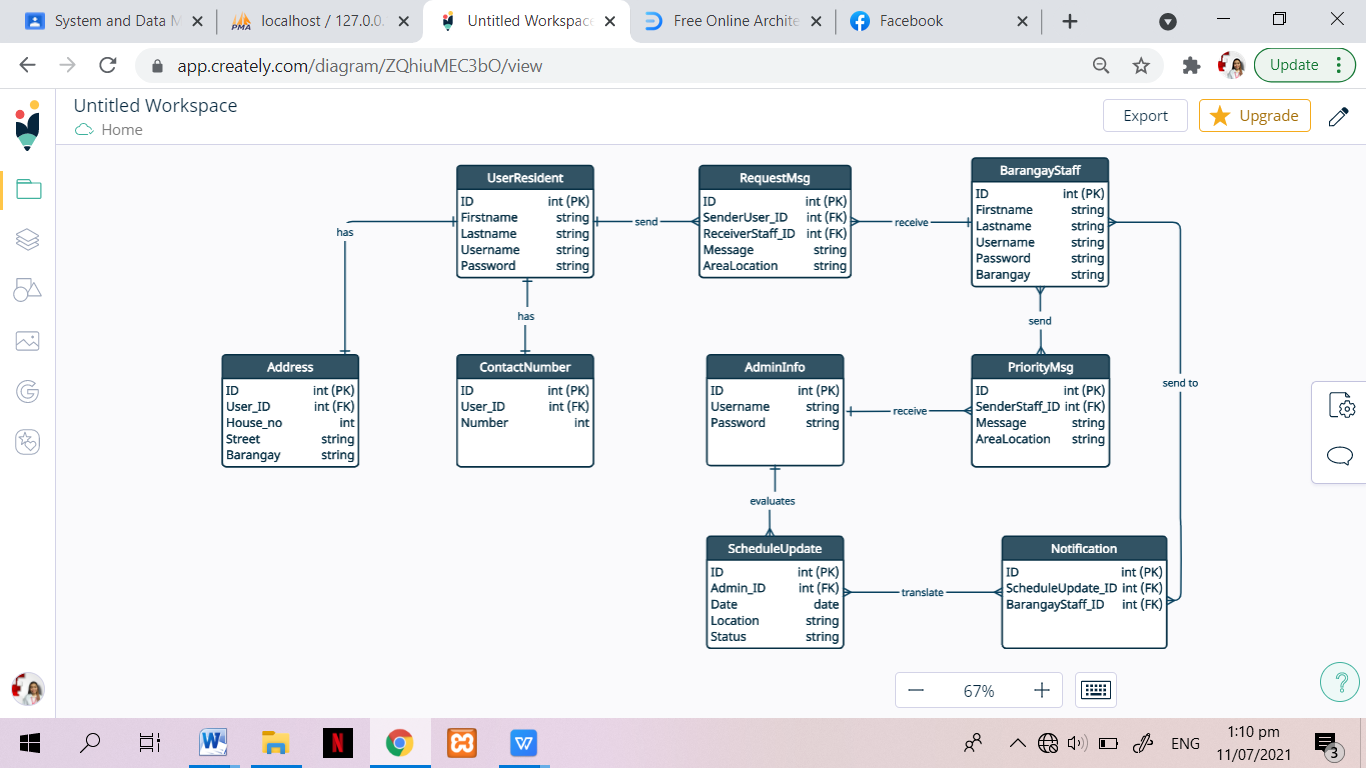 System and Data M
localhost / 127.0.0.
Untitled Workspac
Free Online Archite
Facebook
app.creately.com/diagram/ZQhiuMEC3bO/view
Update
Untitled Workspace
Home
Export
Upgrade
UserResident
ID int (PK)
Firstname string
Lastname string
Username string
Password string
send
RequestMsg
ID int (PK)
SenderUser_ID int (FK)
ReceiverStaff_ID int (FK)
Message string
AreaLocation string
receive
BarangayStaff
ID int (PK)
Firstname string
Lastname string
Username string
Password string
Barangay string
has
has
send
send to
Address
ID int (PK)
User_ID int (FK)
House_no int
Street string
Barangay string
ContactNumber
ID int (PK)
User_ID int (FK)
Number int
AdminInfo
ID int (PK)
Username string
Password string
receive
PriorityMsg
ID int (PK)
SenderStaff_ID int (FK)
Message string
AreaLocation string
evaluates
ScheduleUpdate
ID int (PK)
Admin_ID int (FK)
Date date
Location string
Status string
translate
Notification
ID int (PK)
ScheduleUpdate_ID int (FK)
BarangayStaff_ID int (FK)
67%
?
ENG
1:10 pm
11/07/2021
3
PMA
W
N
W